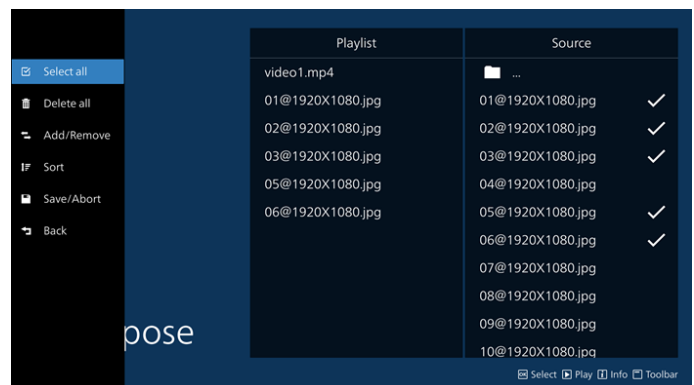 Select all
Delete all
Add/Remove
Sort
Save/Abort
Back
pose
Playlist
video1.mp4
01@1920X1080.jpg
02@1920X1080.jpg
03@1920X1080.jpg
05@1920X1080.jpg
06@1920X1080.jpg
Source
...
01@1920X1080.jpg
02@1920X1080.jpg
03@1920X1080.jpg
04@1920X1080.jpg
05@1920X1080.jpg
06@1920X1080.jpg
07@1920X1080.jpg
08@1920X1080.jpg
09@1920X1080.jpg
10@1920X1080.jpg
OK Select Play i Info Toolbar